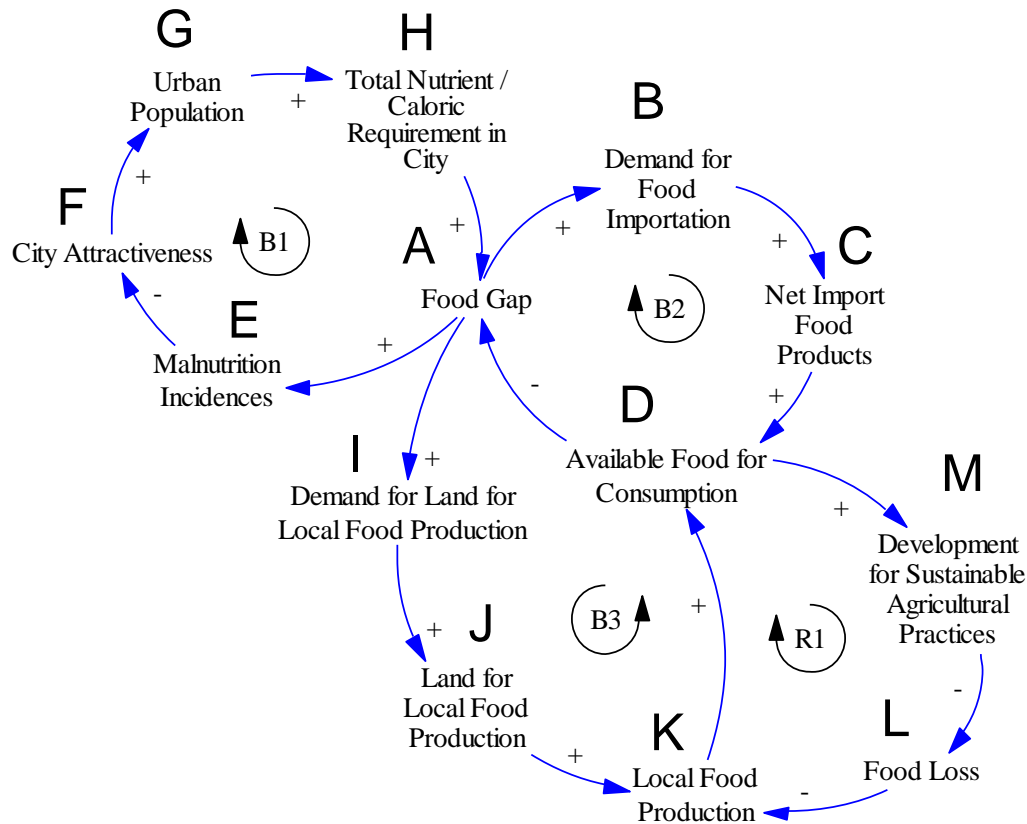 G
H
Urban
Population
+
Total Nutrient /
Caloric
Requirement in
City
B
Demand for
Food
Importation
F
City Attractiveness
+
B1
A
Food Gap
+
+
+
C
Net Import
Food
Products
B2
-
E
Malnutrition
Incidences
+
-
+
D
Available Food for
Consumption
I
Demand for Land for
Local Food Production
+
M
Development
for Sustainable
Agricultural
Practices
+
B3
+
R1
+
J
Land for
Local Food
Production
-
K
Local Food
Production
+
L
Food Loss
-